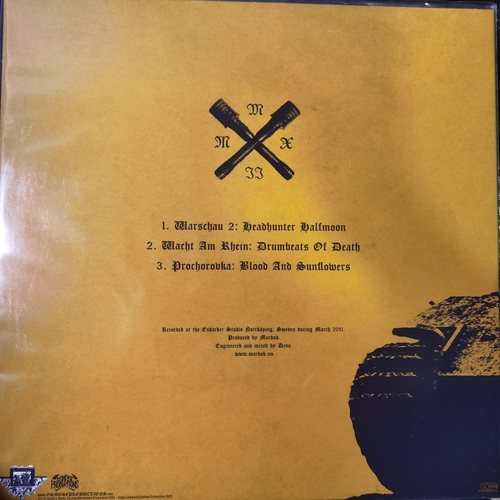 M
M X
II
1. Warschau 2: Headhunter Halfmoon
2. Wacht Am Rhein: Drumbeats Of Death
3. Prochorovka: Blood And Sunflowers
Recorded at the Endarker Studio Norrköping, Sweden during March 2011.
Produced by Marduk.
Engineered and mixed by Devo.
www.marduk.nu
OSMOSE
PRODUCTIONS